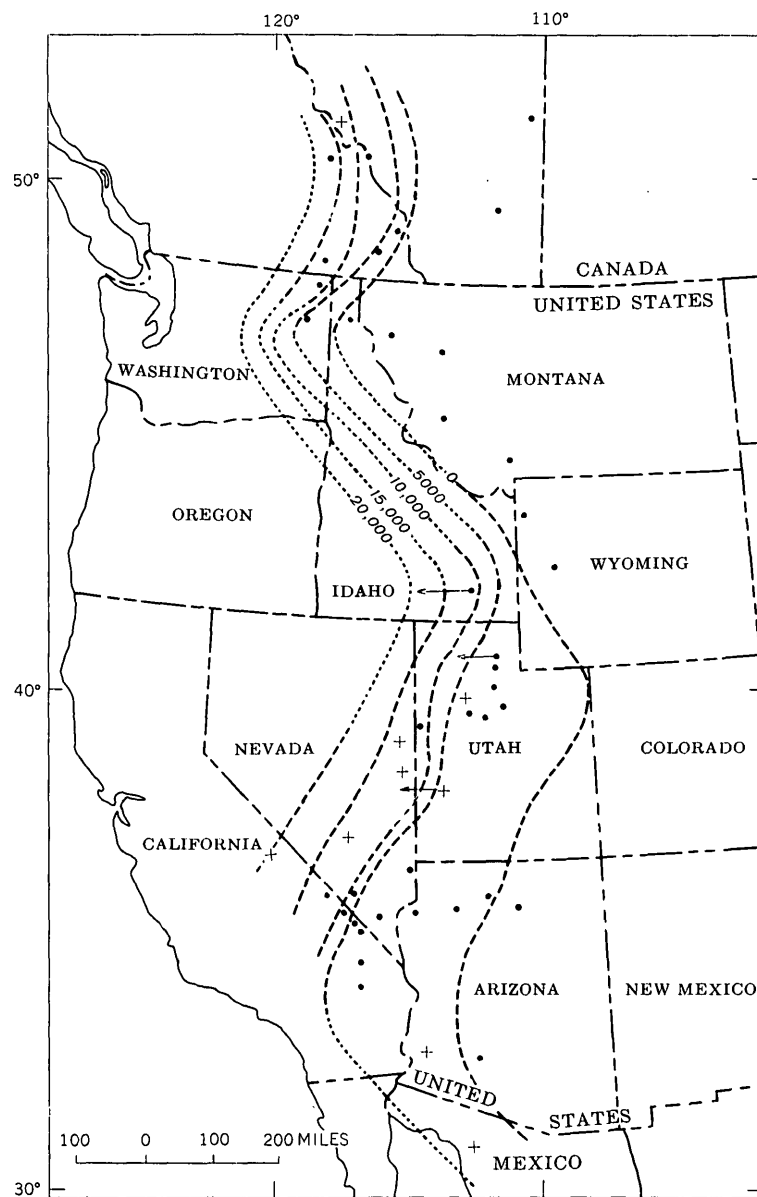 120°
110°
50°
CANADA
UNITED STATES
WASHINGTON
MONTANA
0
5000
10,000
15,000
20,000
OREGON
IDAHO
WYOMING
40°
NEVADA
UTAH
COLORADO
CALIFORNIA
ARIZONA
NEW MEXICO
UNITED
STATES
100 0 100 200 MILES
MEXICO
30°